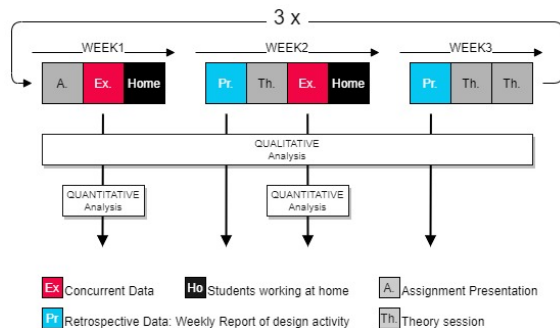 3 x
WEEK1
WEEK2
WEEK3
A. Ex. Home
Pr. Th. Ex. Home
Pr. Th. Th.
QUALITATIVE
Analysis
QUANTITATIVE
Analysis
QUANTITATIVE
Analysis
Ex Concurrent Data
Ho Students working at home
A. Assignment Presentation
Pr Retrospective Data: Weekly Report of design activity
Th. Theory session